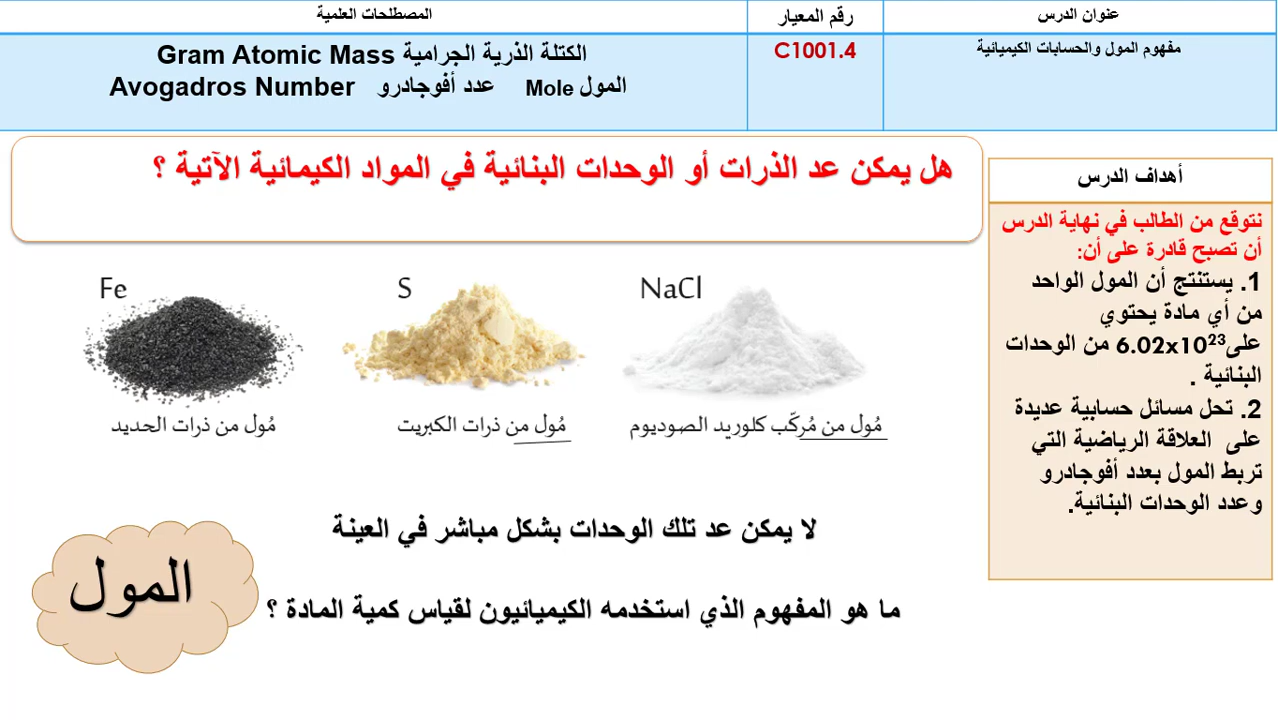 عنوان الدرس
رقم المعيار
المصطلحات العلمية
مفهوم المول والحسابات الكيميائية
C1001.4
الكتلة الذرية الجرامية Gram Atomic Mass
المول Mole عدد أفوجادرو Avogadros Number
هل يمكن عد الذرات أو الوحدات البنائية في المواد الكيمائية الآتية ؟
أهداف الدرس
نتوقع من الطالب في نهاية الدرس
أن تصبح قادرة على أن:
1. يستنتج أن المول الواحد
من أي مادة يحتوي
على6.02x10²³ من الوحدات
البنائية .
2. تحل مسائل حسابية عديدة
على العلاقة الرياضية التي
تربط المول بعدد أفوجادرو
وعدد الوحدات البنائية.
NaCl
S
Fe
مُول من مُركّب كلوريد الصوديوم
مُول من ذرات الكبريت
مُول من ذرات الحديد
لا يمكن عد تلك الوحدات بشكل مباشر في العينة
ما هو المفهوم الذي استخدمه الكيميائيون لقياس كمية المادة ؟
المول